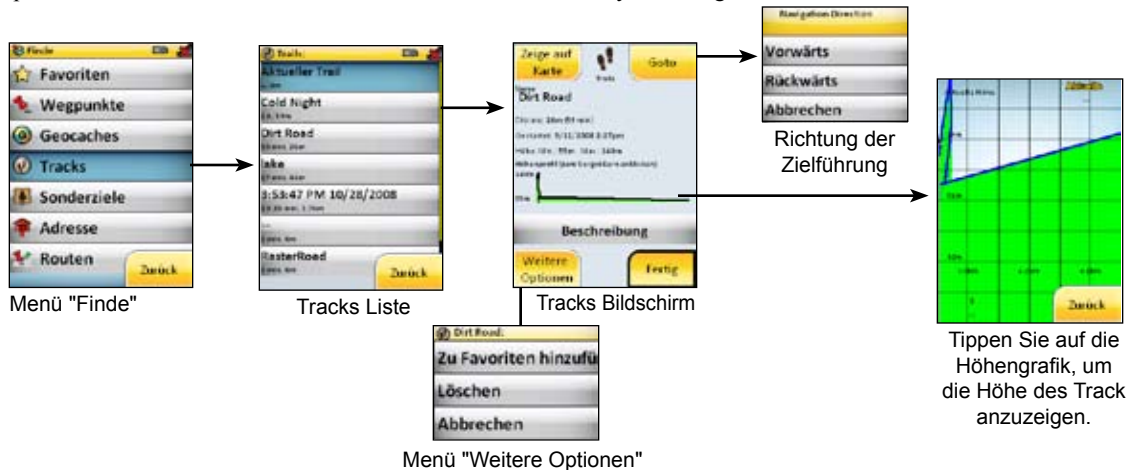 Finde
Favoriten
Wegpunkte
Geocaches
Tracks
Sonderziele
Adresse
Routen
Zurück
Menü "Finde"
Trails:
Aktueller Trail
Cold Night
Dirt Road
lake
3:53:47 PM 10/28/2008
RasterRoad
Zurück
Tracks Liste
Zeige auf
Karte
Goto
Dirt Road
Beschreibung
Weitere
Optionen
Fertig
Tracks Bildschirm
Navigation Direction
Vorwärts
Rückwärts
Abbrechen
Richtung der
Zielführung
Zurück
Tippen Sie auf die
Höhengrafik, um
die Höhe des Track
anzuzeigen.
Dirt Road:
Zu Favoriten hinzufü
Löschen
Abbrechen
Menü "Weitere Optionen"